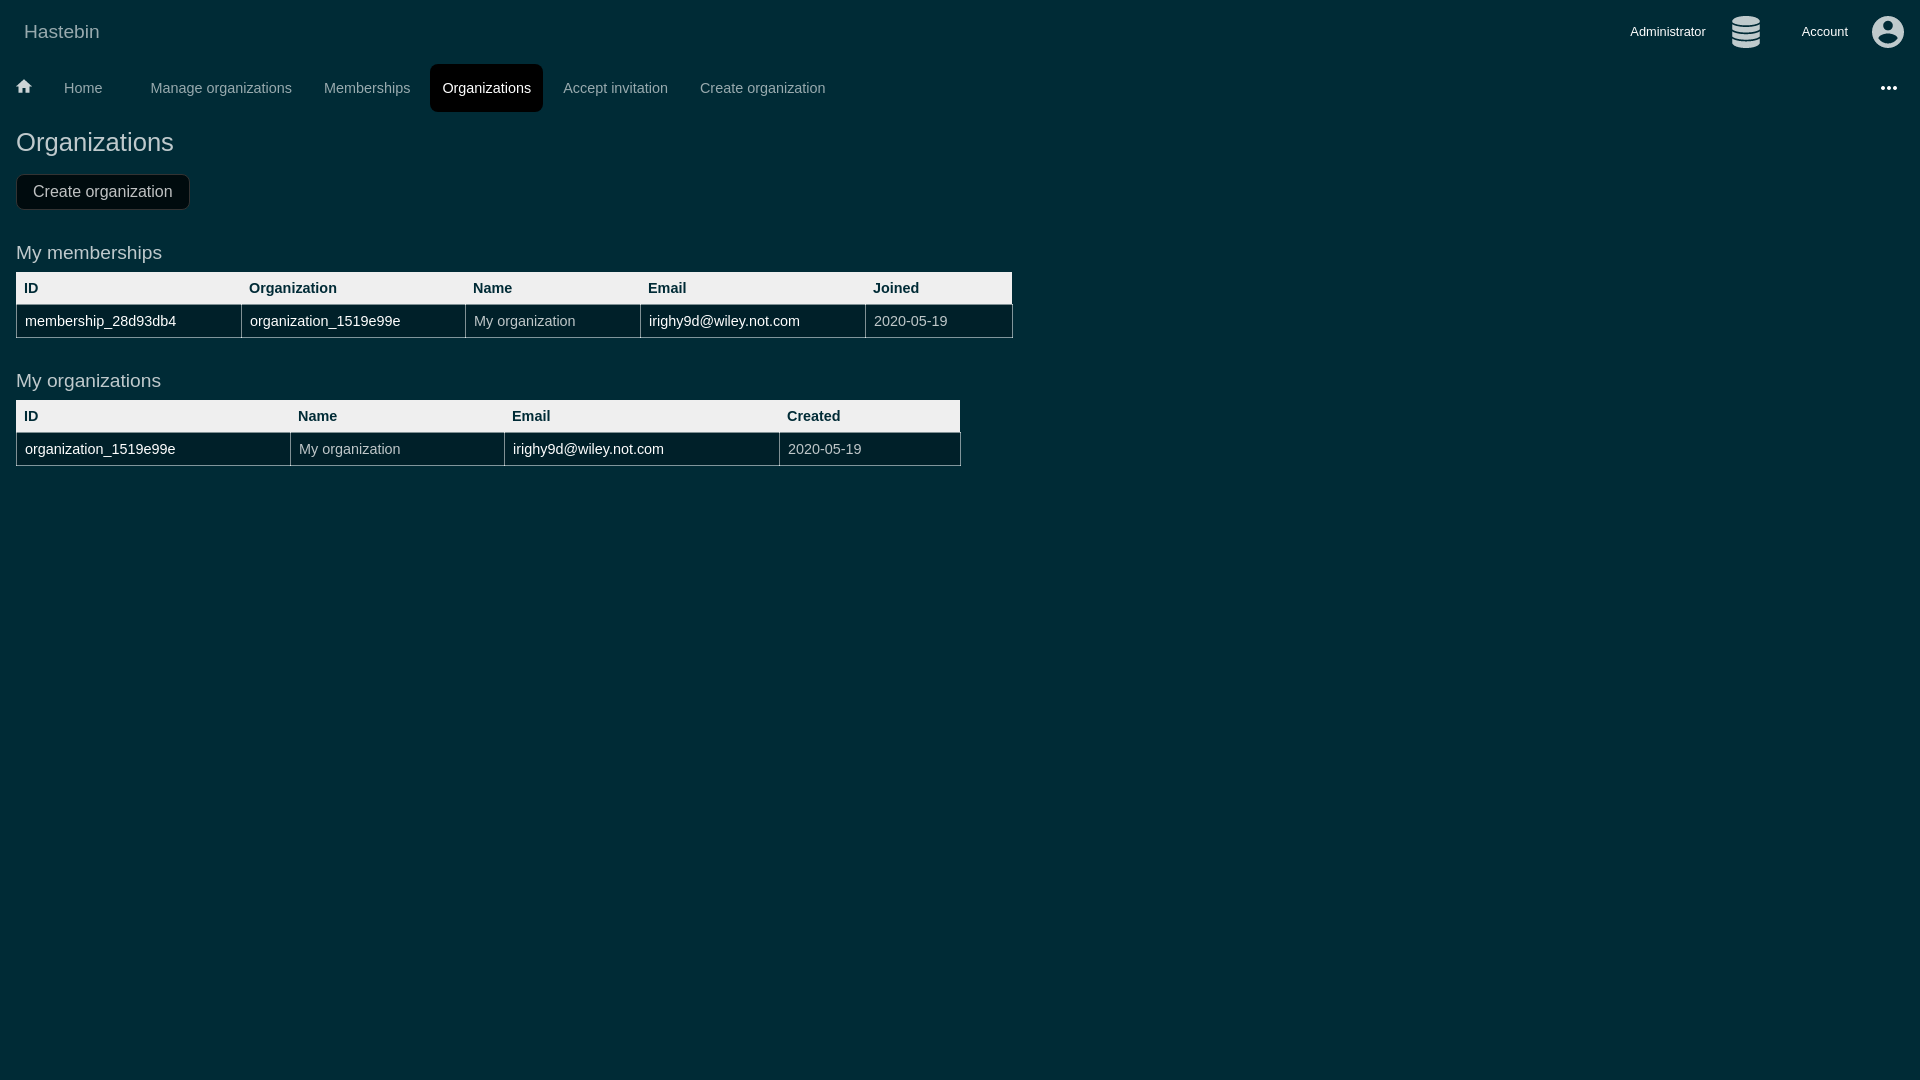 Hastebin
Administrator
Account
Home
Manage organizations
Memberships
Organizations
Accept invitation
Create organization
Organizations
Create organization
My memberships
ID Organization Name Email Joined
membership_28d93db4 organization_1519e99e My organization irighy9d@wiley.not.com 2020-05-19
My organizations
ID Name Email Created
organization_1519e99e My organization irighy9d@wiley.not.com 2020-05-19